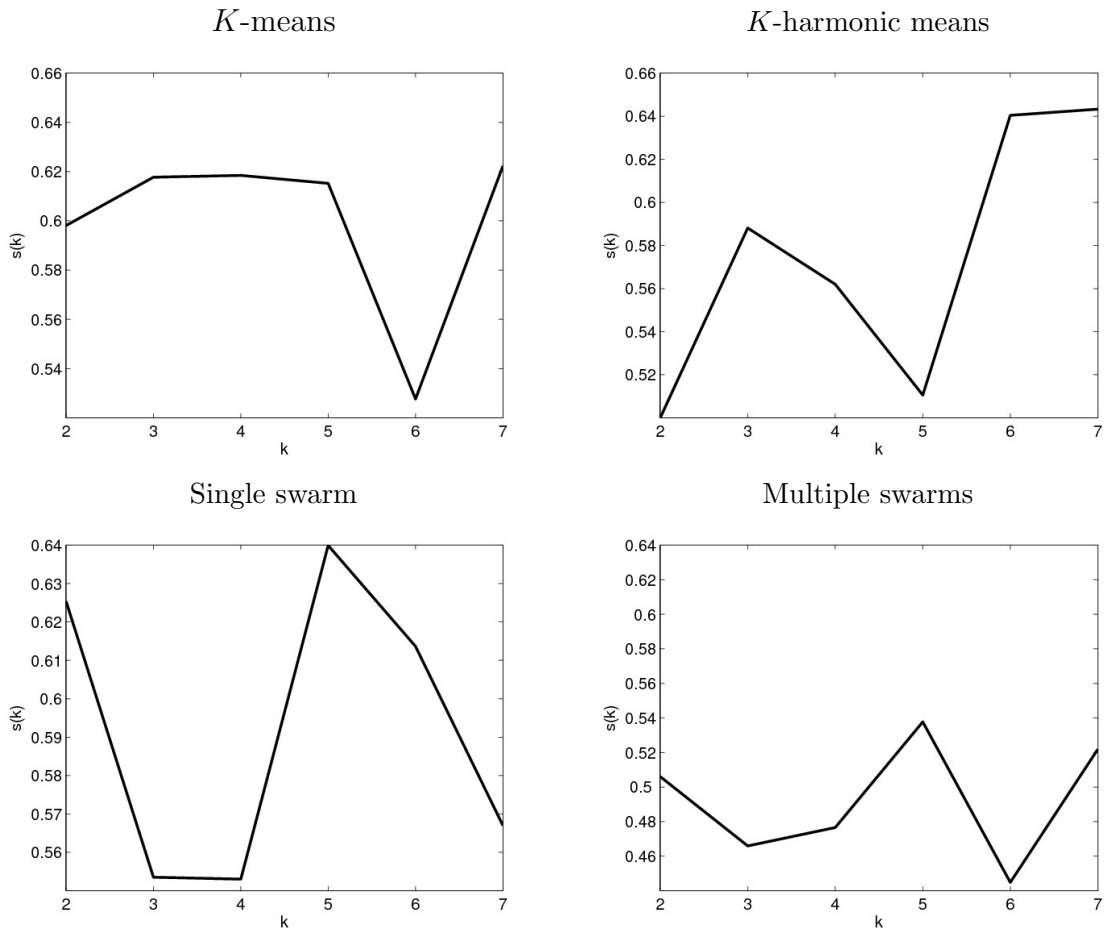 K-means
0.66
0.64
0.62
0.6
0.58
0.56
0.54
s(k)
2 3 4 5 6 7
k
K-harmonic means
0.66
0.64
0.62
0.6
0.58
0.56
0.54
0.52
s(k)
2 3 4 5 6 7
k
Single swarm
0.64
0.63
0.62
0.61
0.6
0.59
0.58
0.57
0.56
s(k)
2 3 4 5 6 7
k
Multiple swarms
0.64
0.62
0.6
0.58
0.56
0.54
0.52
0.5
0.48
0.46
s(k)
2 3 4 5 6 7
k